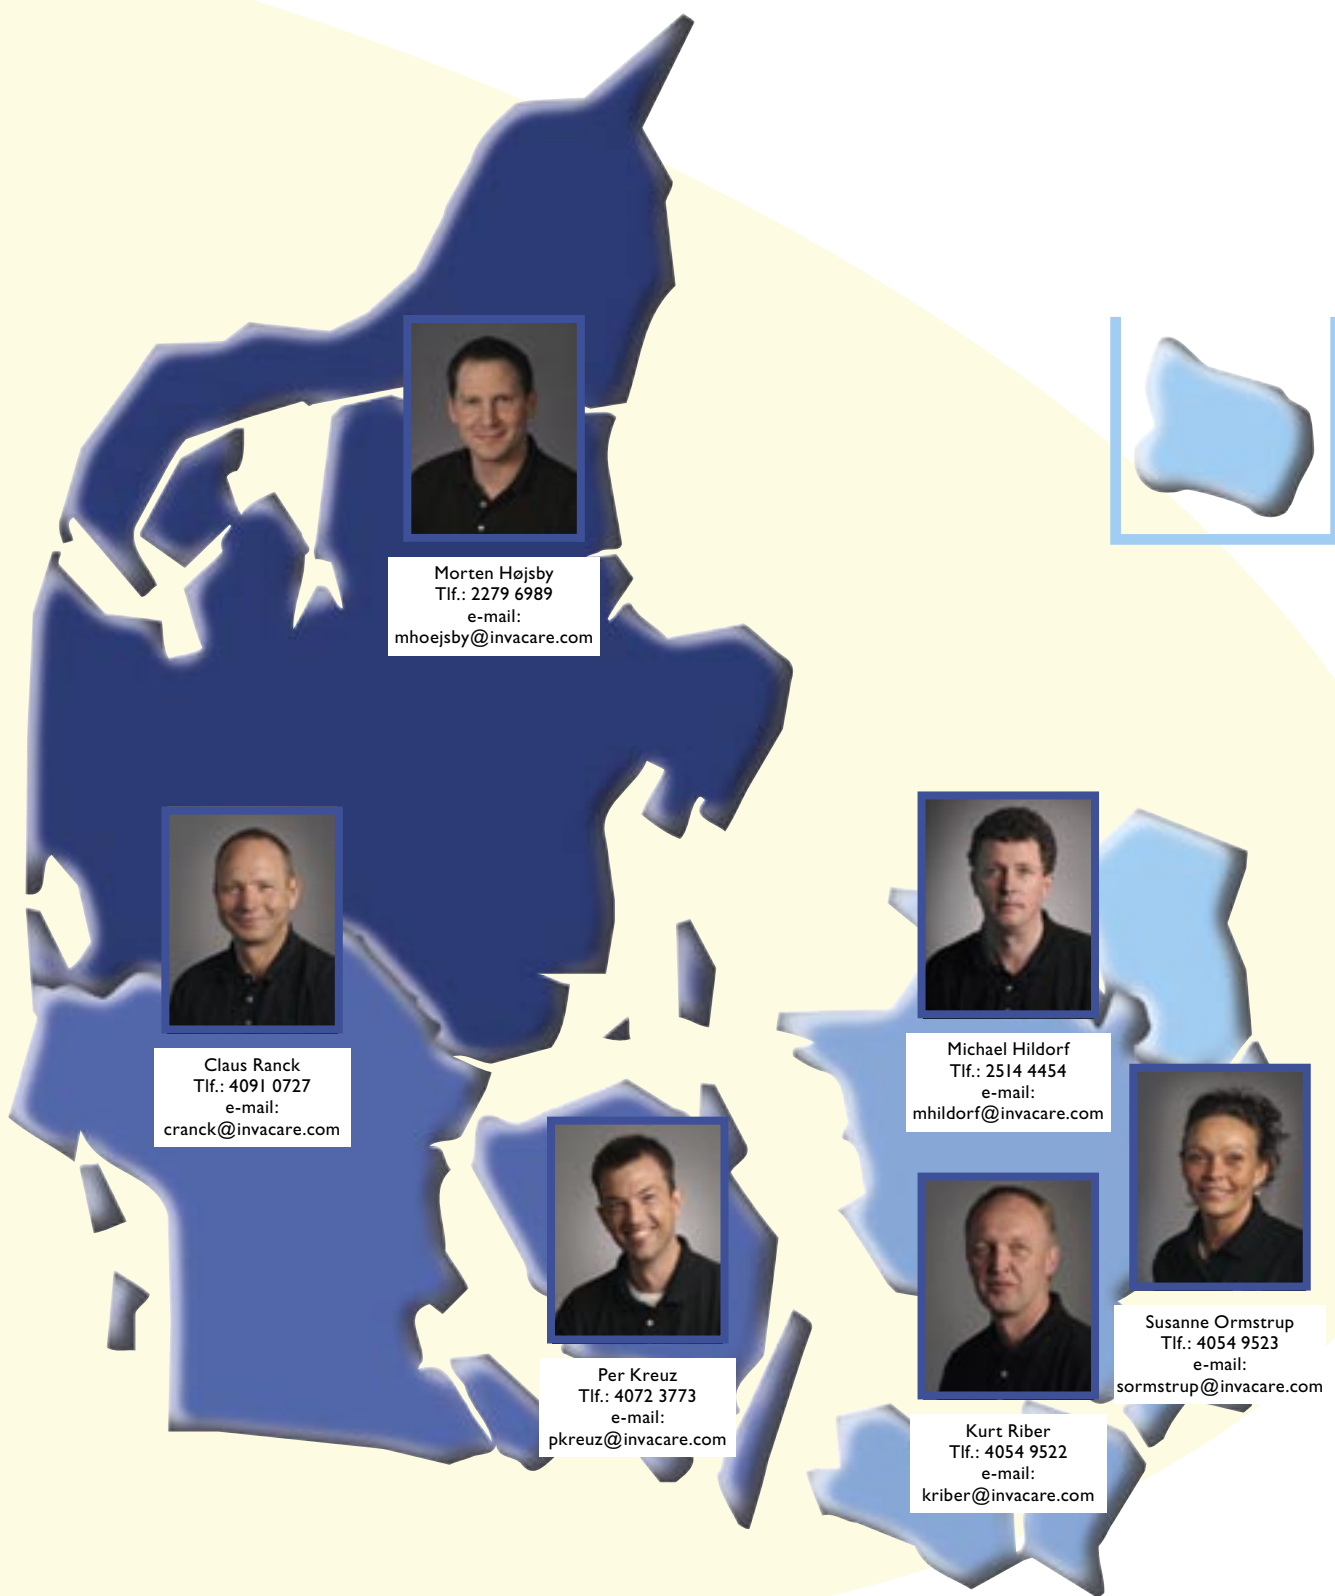 Morten Højsby
Tlf.: 2279 6989
e-mail:
mhoejsby@invacare.com
Claus Ranck
Tlf.: 4091 0727
e-mail:
cranck@invacare.com
Michael Hildorf
Tlf.: 2514 4454
e-mail:
mhildorf@invacare.com
Per Kreuz
Tlf.: 4072 3773
e-mail:
pkreuz@invacare.com
Susanne Ormstrup
Tlf.: 4054 9523
e-mail:
sormstrup@invacare.com
Kurt Riber
Tlf.: 4054 9522
e-mail:
kriber@invacare.com